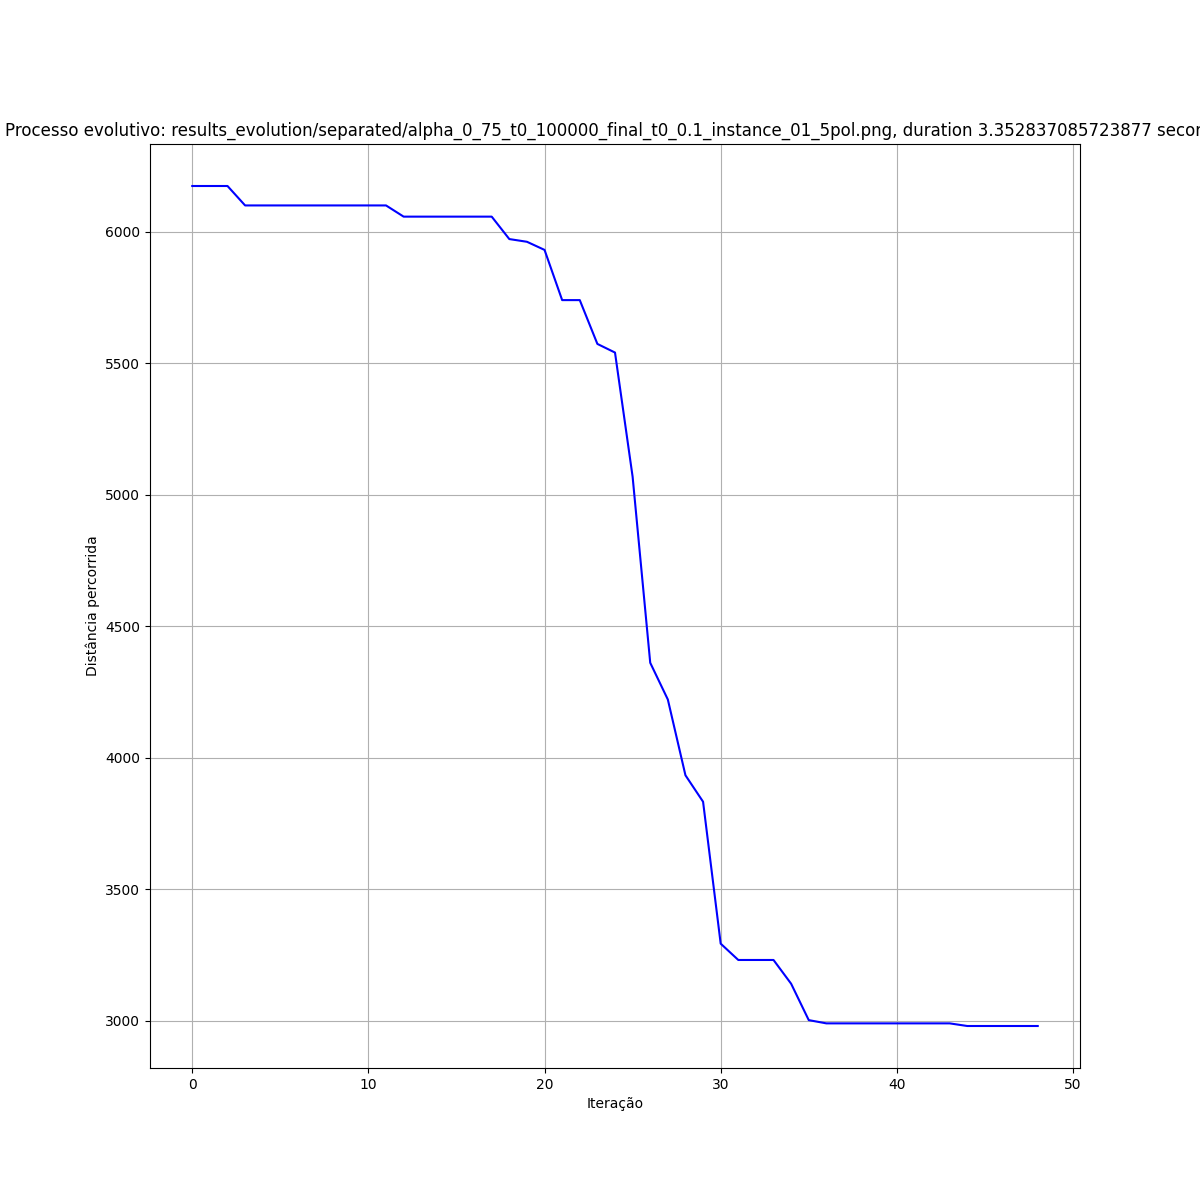 Processo evolutivo: results_evolution/separated/alpha_0_75_t0_100000_final_t0_0.1_instance_01_5pol.png, duration 3.352837085723877
6000
5500
5000
4500
4000
3500
3000
Distância percorrida
0 10 20 30 40 50
Iteração